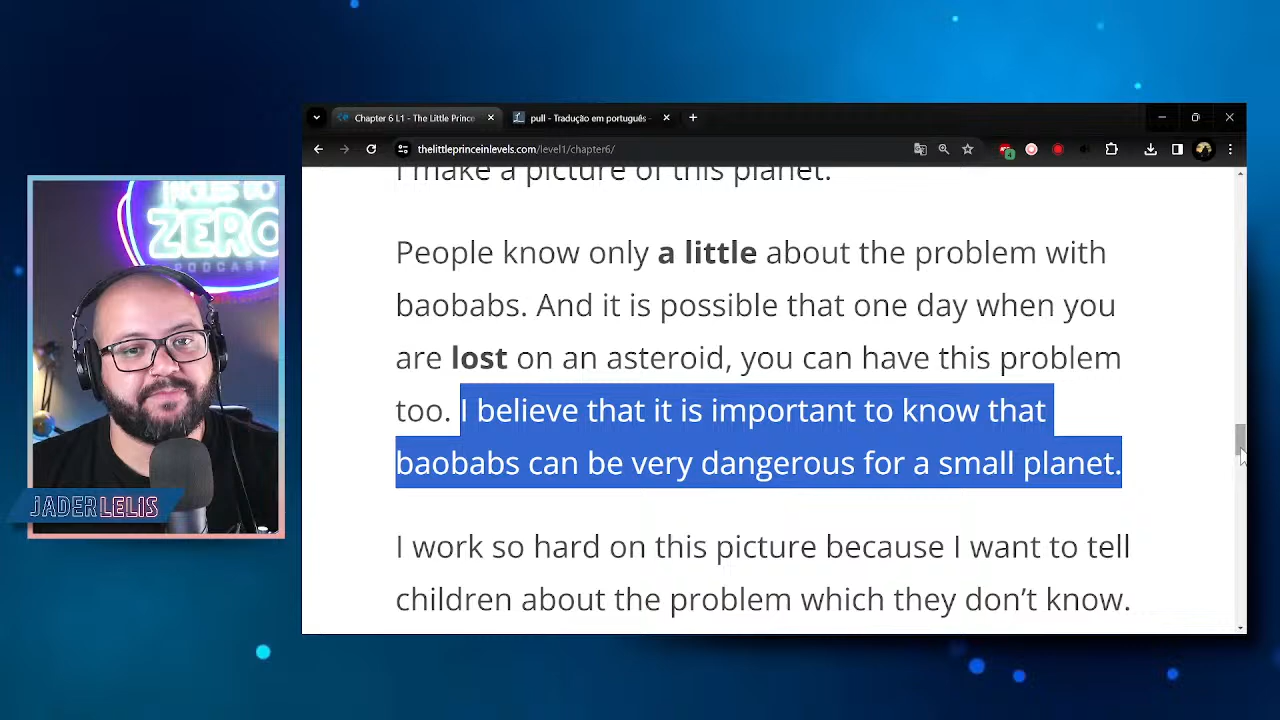 Chapter 6 L1 - The Little Prince
pull - Tradução em português -
thelittleprinceinlevels.com/level1/chapter6/
4
I make a picture of this planet.
People know only a little about the problem with
baobabs. And it is possible that one day when you
are lost on an asteroid, you can have this problem
too. I believe that it is important to know that
baobabs can be very dangerous for a small planet.
I work so hard on this picture because I want to tell
children about the problem which they don't know.
ZERO
PODCAST
JADERLELIS